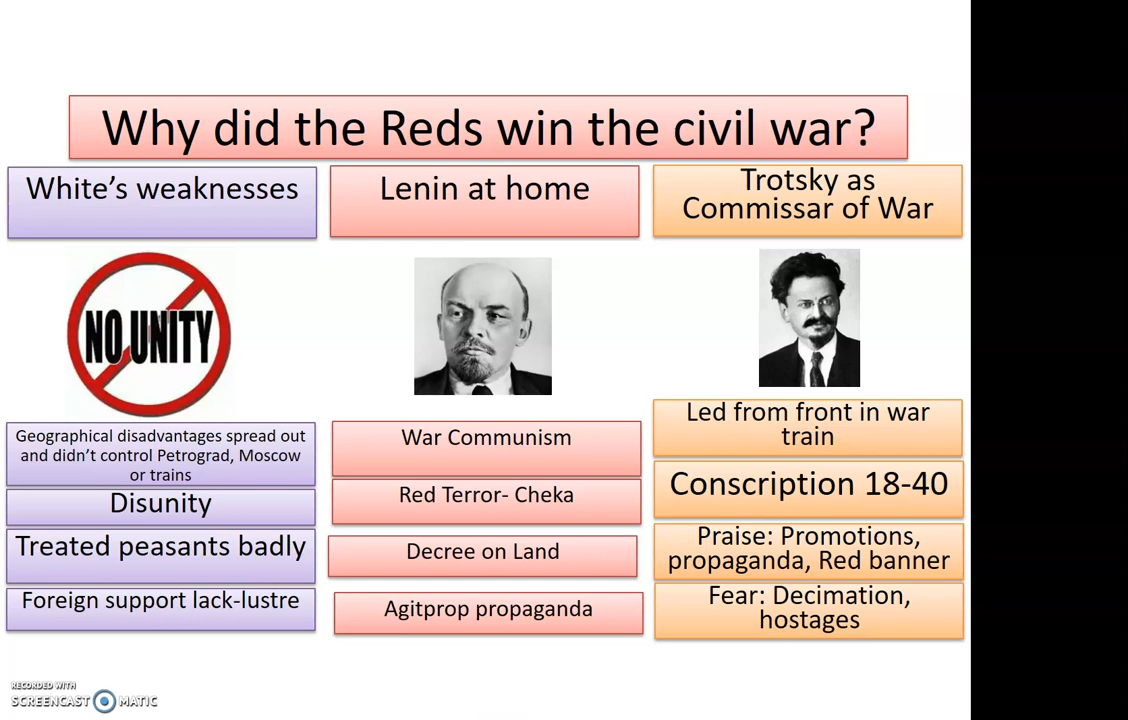 Why did the Reds win the civil war?
White's weaknesses
Lenin at home
Trotsky as
Commissar of War
NO UNITY
Geographical disadvantages spread out
and didn't control Petrograd, Moscow
or trains
Disunity
Treated peasants badly
Foreign support lack-lustre
War Communism
Red Terror- Cheka
Decree on Land
Agitprop propaganda
Led from front in war
train
Conscription 18-40
Praise: Promotions,
propaganda, Red banner
Fear: Decimation,
hostages
RECORDED WITH
SCREENCAST MATIC